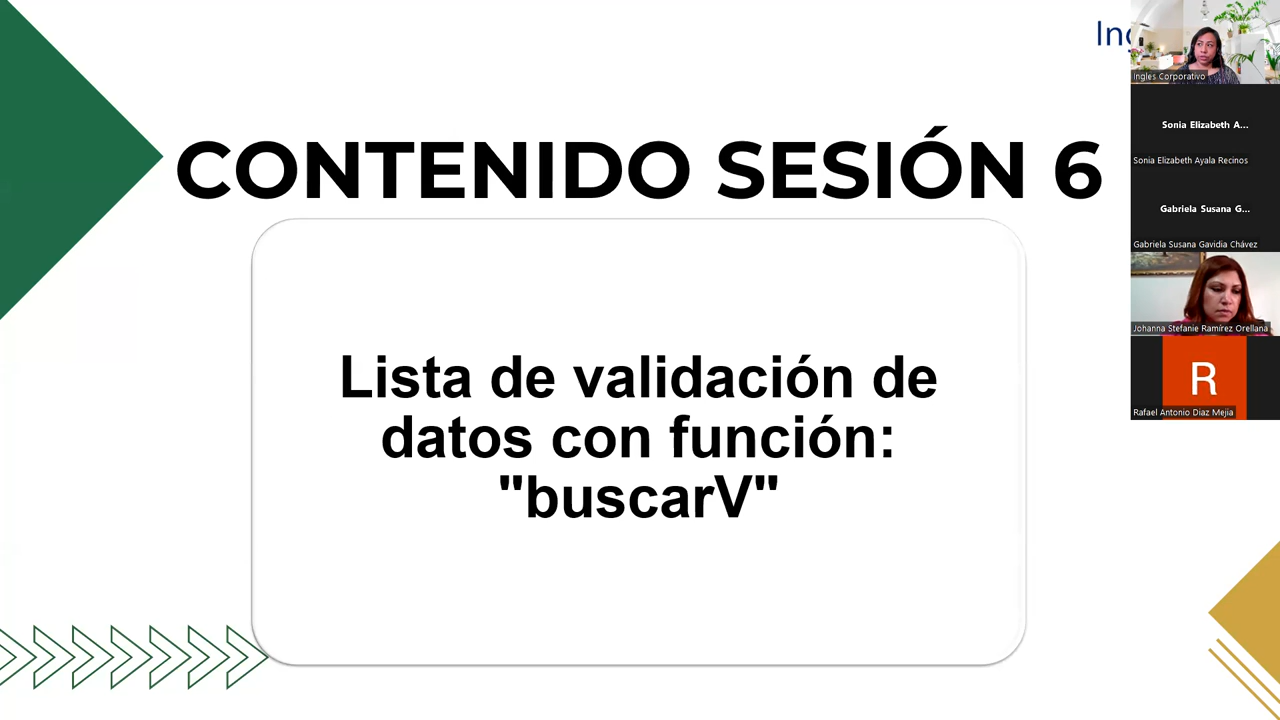 CONTENIDO SESIÓN 6
Lista de validación de
datos con función:
"buscarV"
Ingles Corporativo
Sonia Elizabeth A...
Sonia Elizabeth Ayala Recinos
Gabriela Susana G...
Gabriela Susana Gavidia Chávez
Johanna Stefanie Ramírez Orellana
R
Rafael Antonio Diaz Mejia